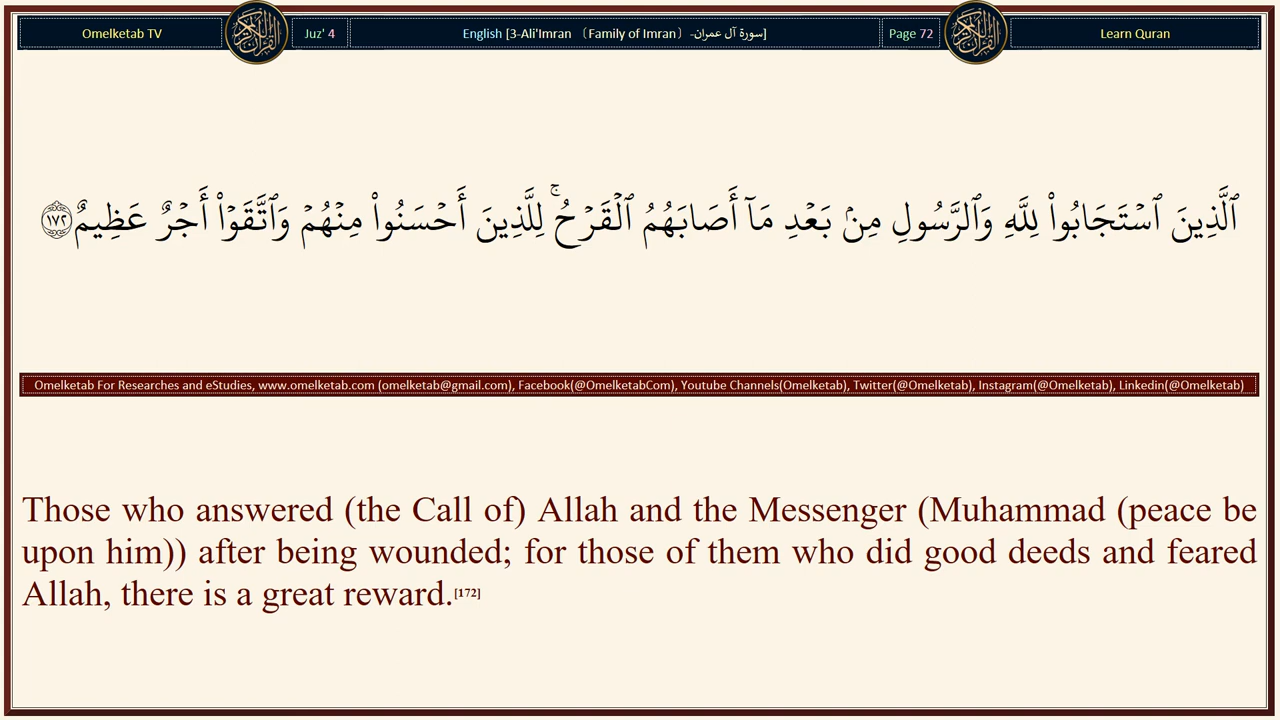 Omelketab TV
Juz' 4
English [3-Ali'Imran 〔Family of Imran〕-سورة آل عمران]
Page 72
Learn Quran
ٱلَّذِينَ ٱسۡتَجَابُواْ لِلَّهِ وَٱلرَّسُولِ مِنۢ بَعۡدِ مَآ أَصَابَهُمُ ٱلۡقَرۡحُۚ لِلَّذِينَ أَحۡسَنُواْ مِنۡهُمۡ وَٱتَّقَوۡاْ أَجۡرٌ عَظِيمٌ ١٧٢
Omelketab For Researches and eStudies, www.omelketab.com (omelketab@gmail.com), Facebook(@OmelketabCom), Youtube Channels(Omelketab), Twitter(@Omelketab), Instagram(@Omelketab), Linkedin(@Omelketab)
Those who answered (the Call of) Allah and the Messenger (Muhammad (peace be
upon him)) after being wounded; for those of them who did good deeds and feared
Allah, there is a great reward.[172]